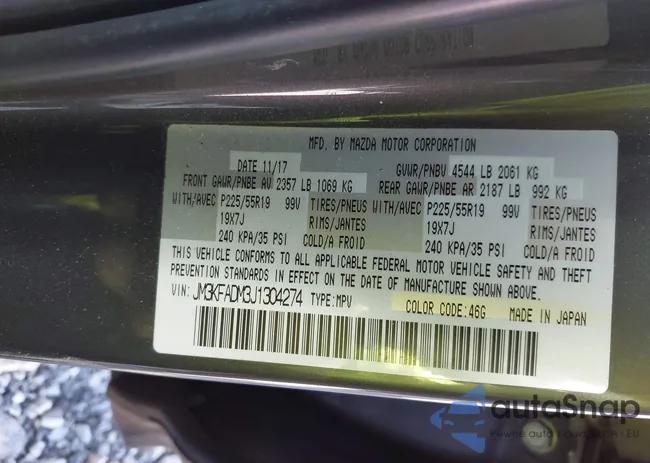 MFD. BY MAZDA MOTOR CORPORATION
DATE 11/17 GVWR/PNBV 4544 LB 2061 KG
FRONT GAWR/PNBE AV 2357 LB 1069 KG REAR GAWR/PNBE AR 2187 LB 992 KG
WITH/AVEC P225/55R19 99V TIRES/PNEUS WITH/AVEC P225/55R19 99V TIRES/PNEUS
19X7J RIMS/JANTES 19X7J RIMS/JANTES
240 KPA/35 PSI COLD/A FROID 240 KPA/35 PSI COLD/A FROID
THIS VEHICLE CONFORMS TO ALL APPLICABLE FEDERAL MOTOR VEHICLE SAFETY AND THEFT
PREVENTION STANDARDS IN EFFECT ON THE DATE OF MANUFACTURE SHOWN ABOVE.
VIN: JM3KFADM3J1304274 TYPE:MPV COLOR CODE:46G MADE IN JAPAN
autoSnap
Pewne auta z USA i EU